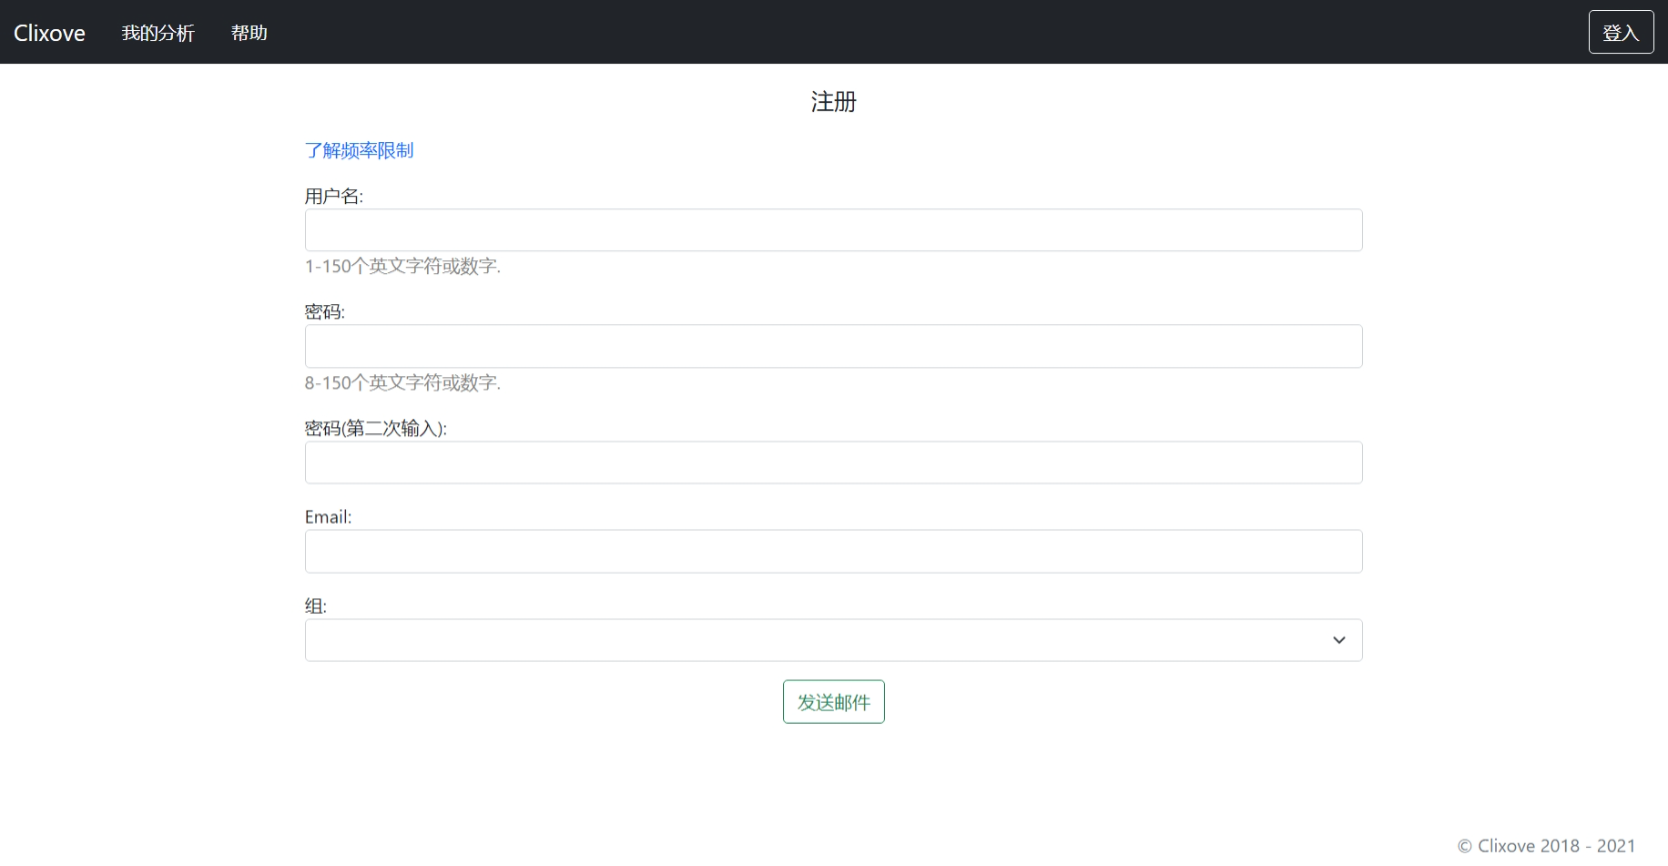 Clixove 我的分析 帮助 登入
注册
了解频率限制
用户名:
1-150个英文字符或数字.
密码:
8-150个英文字符或数字.
密码(第二次输入):
Email:
组:
发送邮件
© Clixove 2018 - 2021